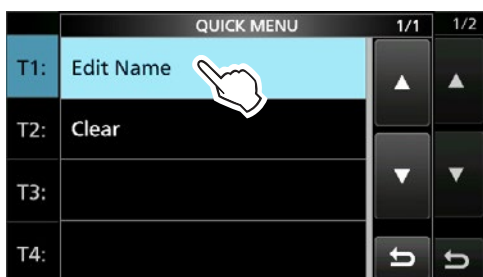 QUICK MENU 1/1 1/2
T1: Edit Name
T2: Clear
T3:
T4: